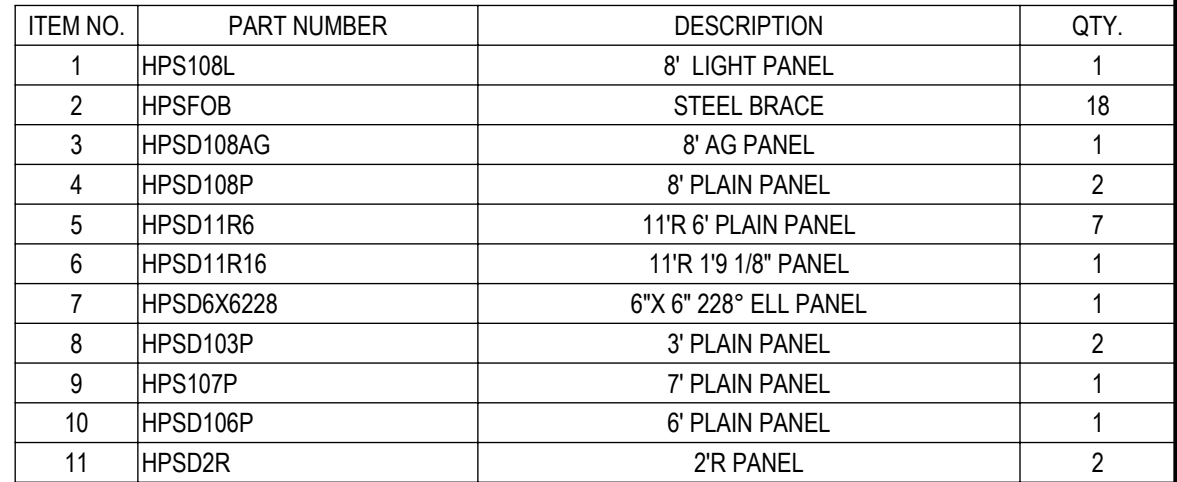 ITEM NO. PART NUMBER DESCRIPTION QTY.
1 HPS108L 8' LIGHT PANEL 1
2 HPSFOB STEEL BRACE 18
3 HPSD108AG 8' AG PANEL 1
4 HPSD108P 8' PLAIN PANEL 2
5 HPSD11R6 11'R 6' PLAIN PANEL 7
6 HPSD11R16 11'R 1'9 1/8" PANEL 1
7 HPSD6X6228 6"X 6" 228° ELL PANEL 1
8 HPSD103P 3' PLAIN PANEL 2
9 HPS107P 7' PLAIN PANEL 1
10 HPSD106P 6' PLAIN PANEL 1
11 HPSD2R 2'R PANEL 2